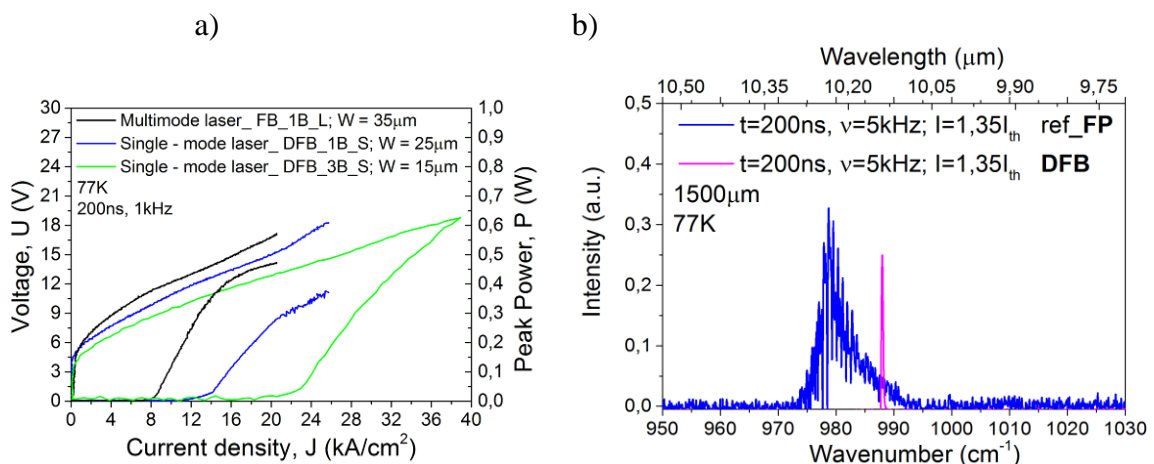 a)
b)
30
27
24
21
18
15
12
9
6
3
0
Voltage, U (V)
Multimode laser_ FB_1B_L; W = 35μm
Single - mode laser_ DFB_1B_S; W = 25μm
Single - mode laser_ DFB_3B_S; W = 15μm
77K
200ns, 1kHz
1,0
0,9
0,8
0,7
0,6
0,5
0,4
0,3
0,2
0,1
0,0
Peak Power, P (W)
0 4 8 12 16 20 24 28 32 36 40
Current density, J (kA/cm²)
Wavelength (μm)
10,50 10,35 10,20 10,05 9,90 9,75
0,5
0,4
0,3
0,2
0,1
0,0
Intensity (a.u.)
t=200ns, ν=5kHz; I=1,35I_th ref_FP
t=200ns, ν=5kHz; I=1,35I_th DFB
1500μm
77K
950 960 970 980 990 1000 1010 1020 1030
Wavenumber (cm⁻¹)